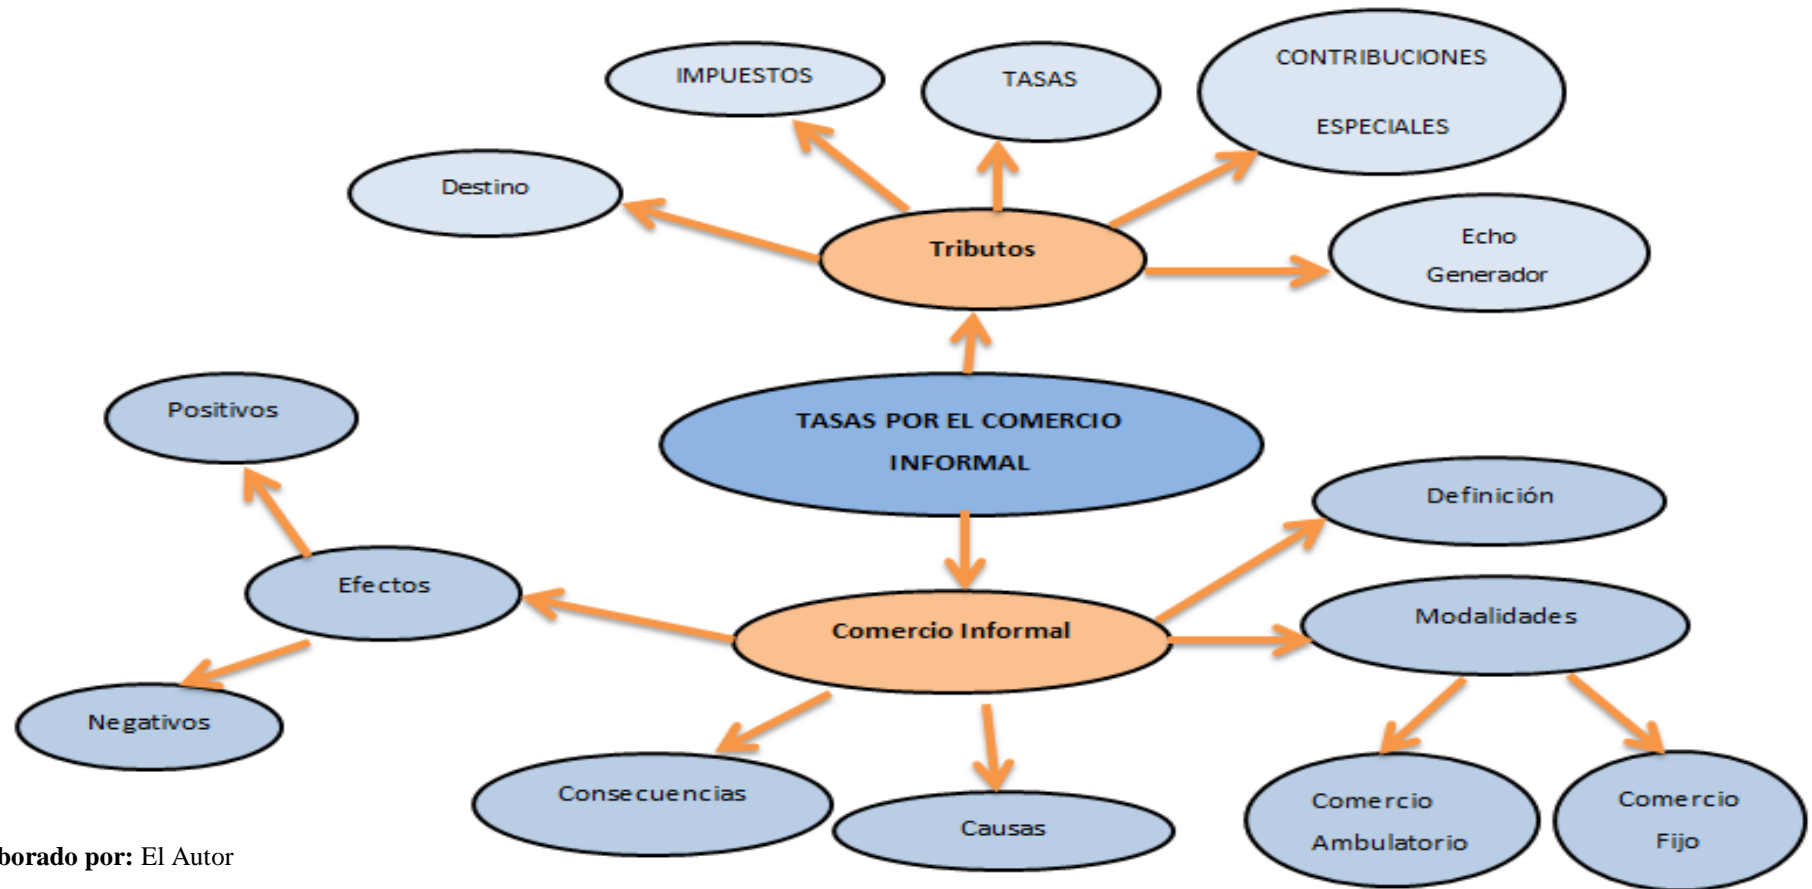 IMPUESTOS
TASAS
CONTRIBUCIONES
ESPECIALES
Destino
Tributos
Echo
Generador
Positivos
TASAS POR EL COMERCIO
INFORMAL
Definición
Efectos
Modalidades
Comercio Informal
Negativos
Consecuencias
Causas
Comercio
Ambulatorio
Comercio
Fijo
borado por: El Autor